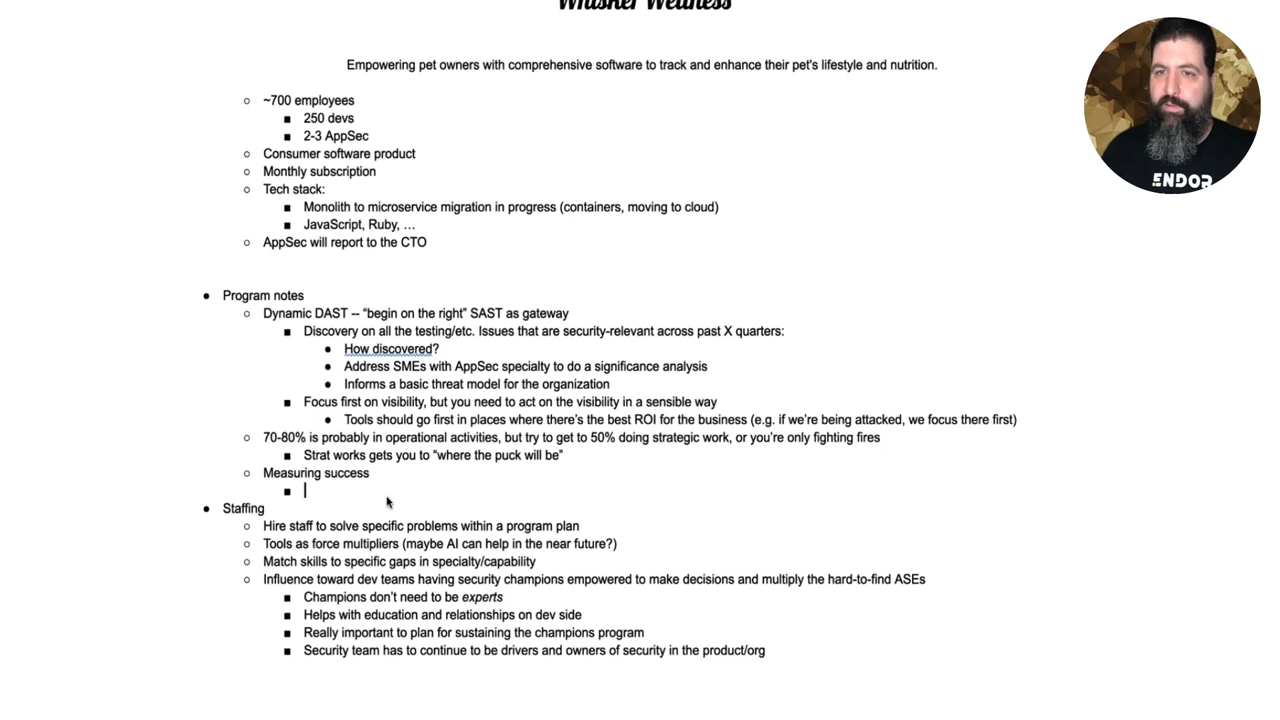 Whisker Wellness
Empowering pet owners with comprehensive software to track and enhance their pet's lifestyle and nutrition.
○ ~700 employees
■ 250 devs
■ 2-3 AppSec
○ Consumer software product
○ Monthly subscription
○ Tech stack:
■ Monolith to microservice migration in progress (containers, moving to cloud)
■ JavaScript, Ruby, …
○ AppSec will report to the CTO
● Program notes
○ Dynamic DAST -- “begin on the right” SAST as gateway
■ Discovery on all the testing/etc. Issues that are security-relevant across past X quarters:
● How discovered?
● Address SMEs with AppSec specialty to do a significance analysis
● Informs a basic threat model for the organization
■ Focus first on visibility, but you need to act on the visibility in a sensible way
● Tools should go first in places where there’s the best ROI for the business (e.g. if we’re being attacked, we focus there first)
○ 70-80% is probably in operational activities, but try to get to 50% doing strategic work, or you’re only fighting fires
■ Strat works gets you to “where the puck will be”
○ Measuring success
■
● Staffing
○ Hire staff to solve specific problems within a program plan
○ Tools as force multipliers (maybe AI can help in the near future?)
○ Match skills to specific gaps in specialty/capability
○ Influence toward dev teams having security champions empowered to make decisions and multiply the hard-to-find ASEs
■ Champions don’t need to be experts
■ Helps with education and relationships on dev side
■ Really important to plan for sustaining the champions program
■ Security team has to continue to be drivers and owners of security in the product/org
ENDOR